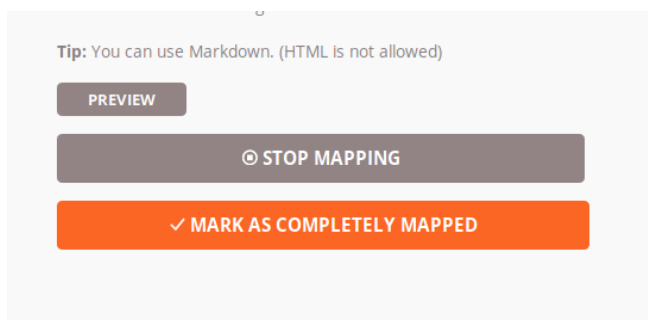 Tip: You can use Markdown. (HTML is not allowed)
PREVIEW
STOP MAPPING
MARK AS COMPLETELY MAPPED